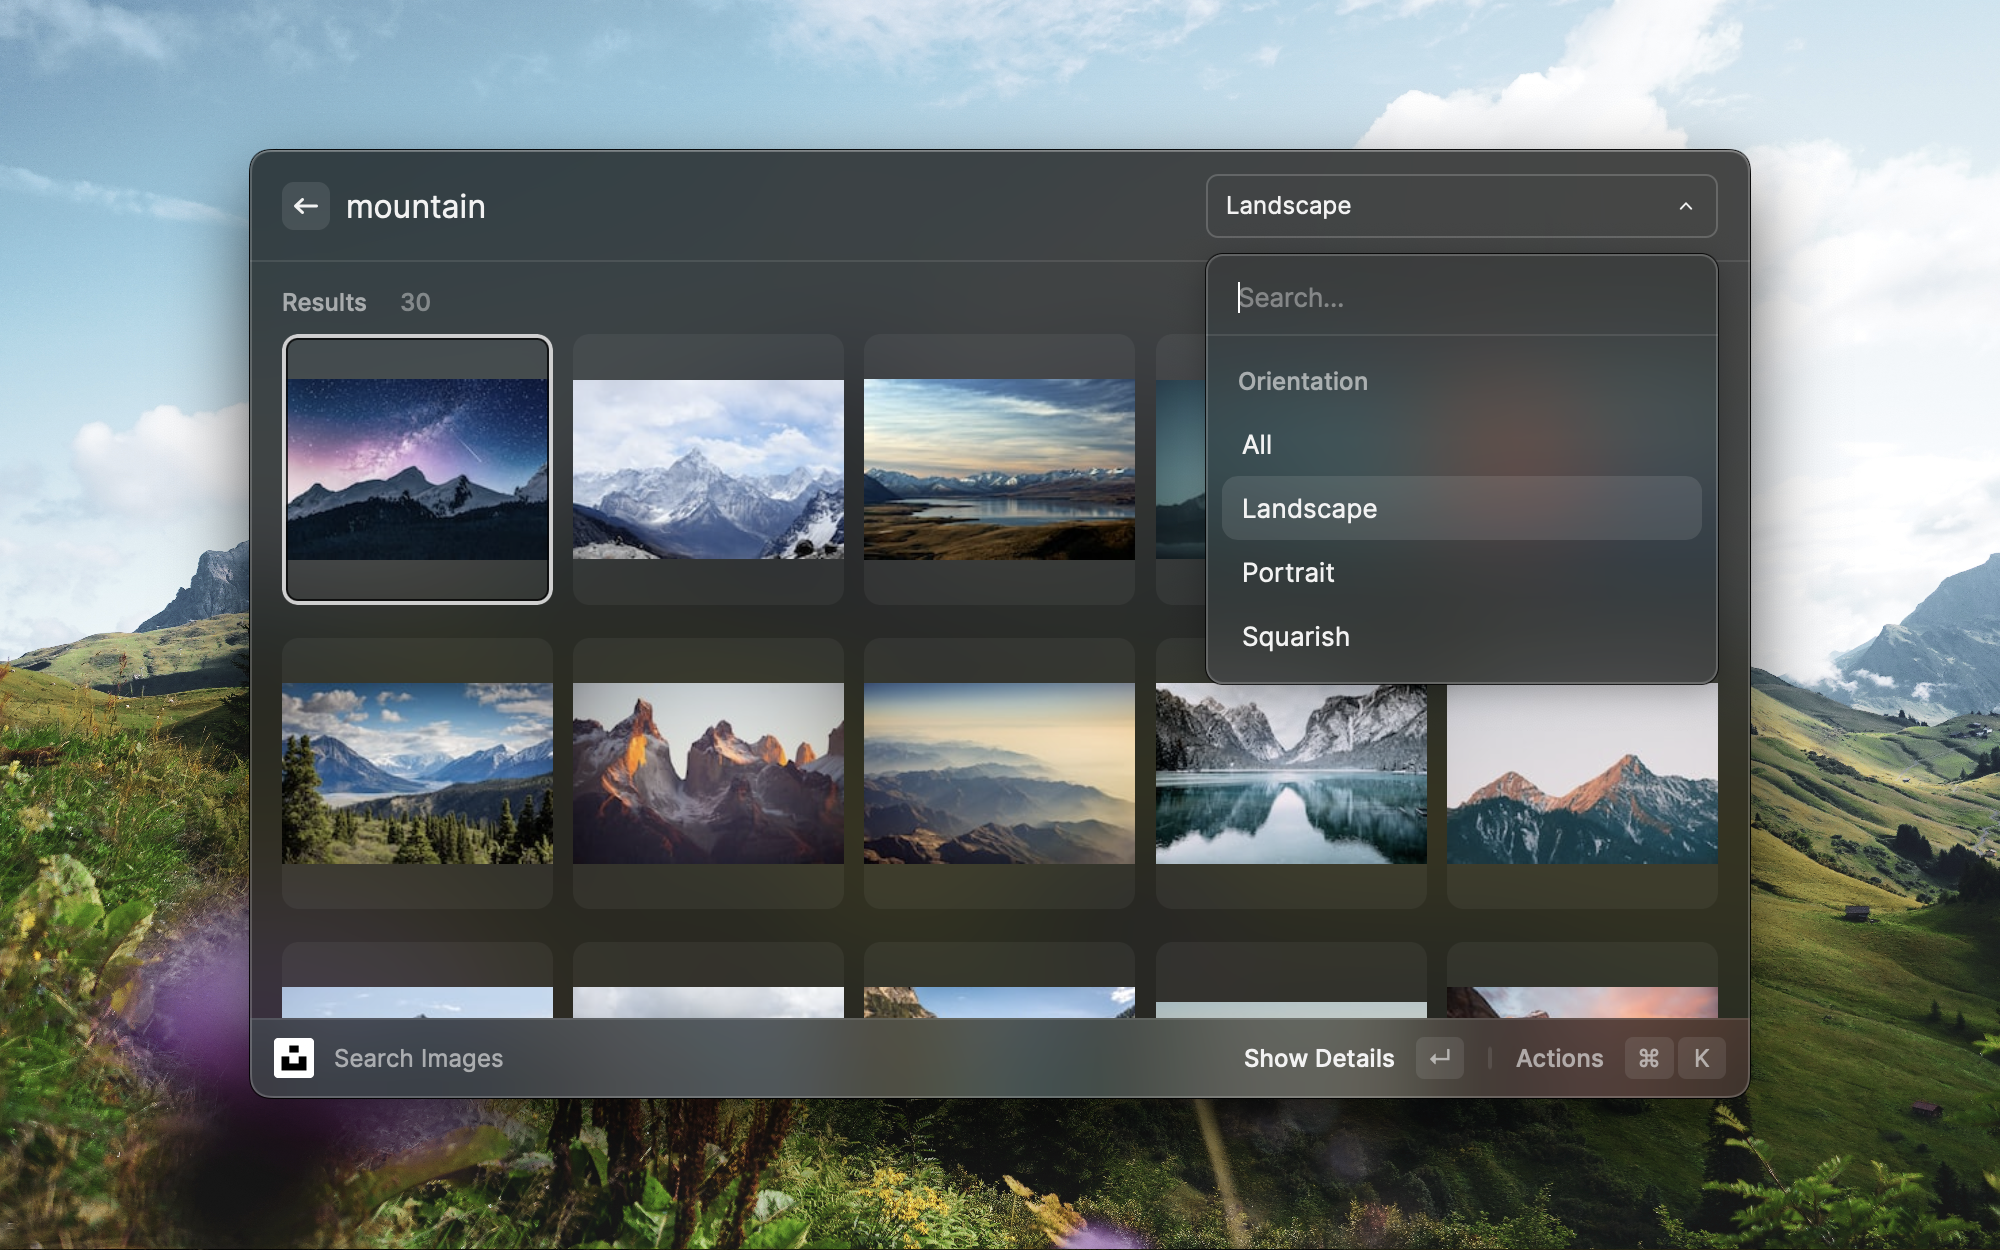 mountain
Landscape
Search...
Results 30
Orientation
All
Landscape
Portrait
Squarish
Search Images
Show Details
Actions ⌘ K